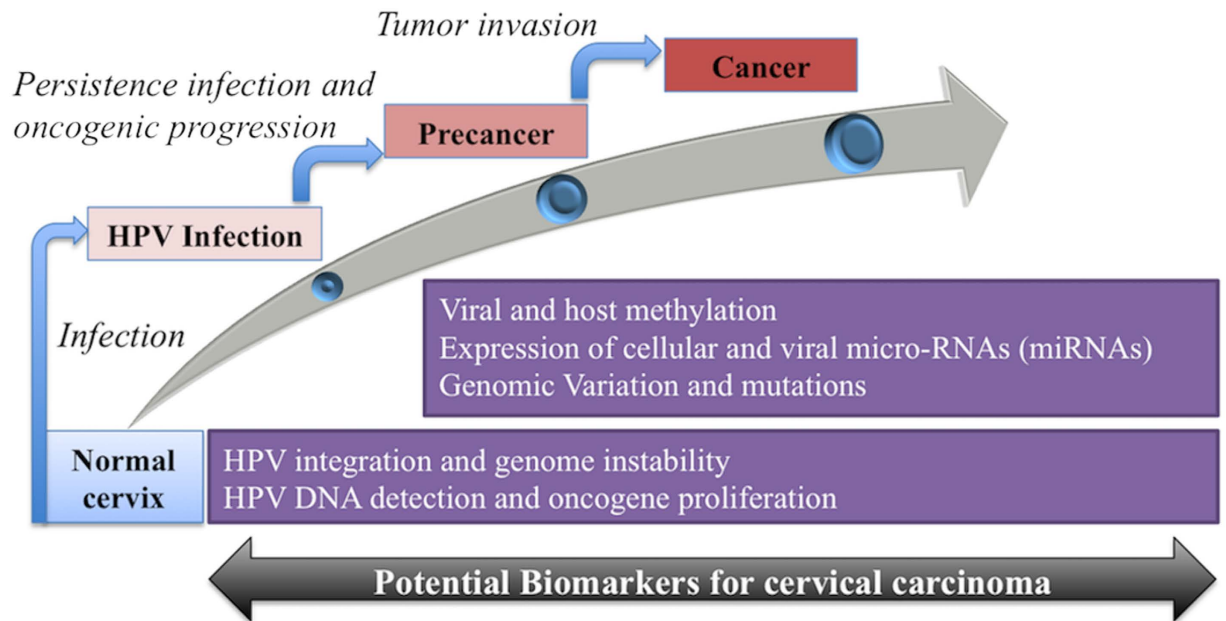 Tumor invasion
Cancer
Persistence infection and
oncogenic progression
Precancer
HPV Infection
Infection
Viral and host methylation
Expression of cellular and viral micro-RNAs (miRNAs)
Genomic Variation and mutations
Normal
cervix
HPV integration and genome instability
HPV DNA detection and oncogene proliferation
Potential Biomarkers for cervical carcinoma